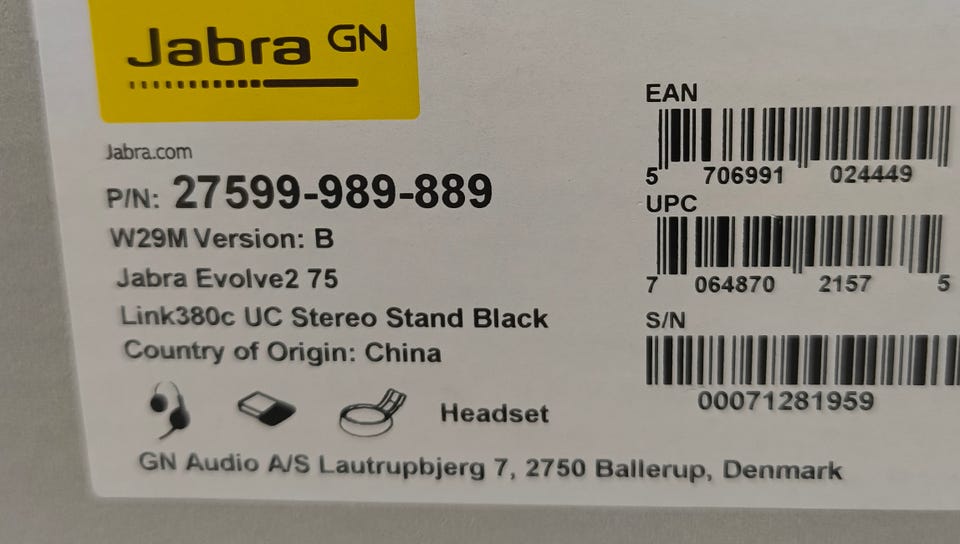 Jabra GN
Jabra.com
P/N: 27599-989-889
W29M Version: B
Jabra Evolve2 75
Link380c UC Stereo Stand Black
Country of Origin: China
Headset
GN Audio A/S Lautrupbjerg 7, 2750 Ballerup, Denmark
EAN
5 706991 024449
UPC
7 064870 2157 5
S/N
00071281959